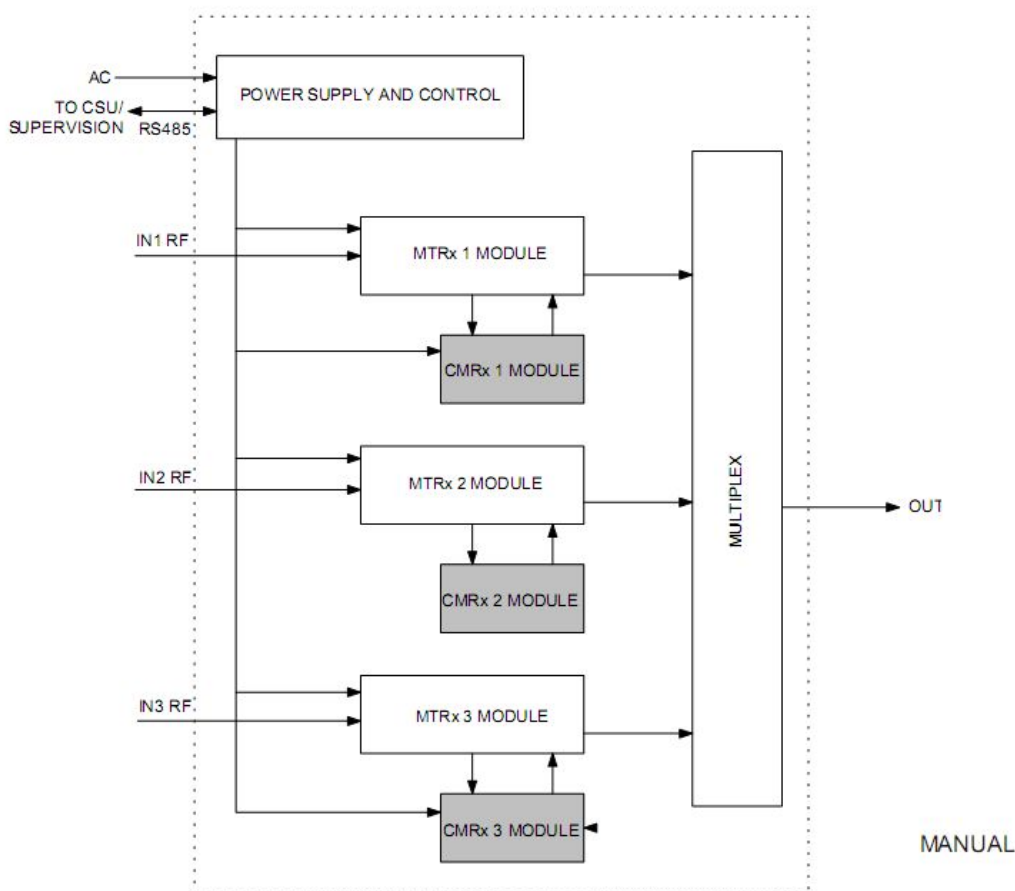 AC
POWER SUPPLY AND CONTROL
TO CSU/
SUPERVISION
RS485
IN1 RF
MTRx 1 MODULE
CMRx 1 MODULE
IN2 RF
MTRx 2 MODULE
CMRx 2 MODULE
MULTIPLEX
OUT
IN3 RF
MTRx 3 MODULE
CMRx 3 MODULE
MANUAL